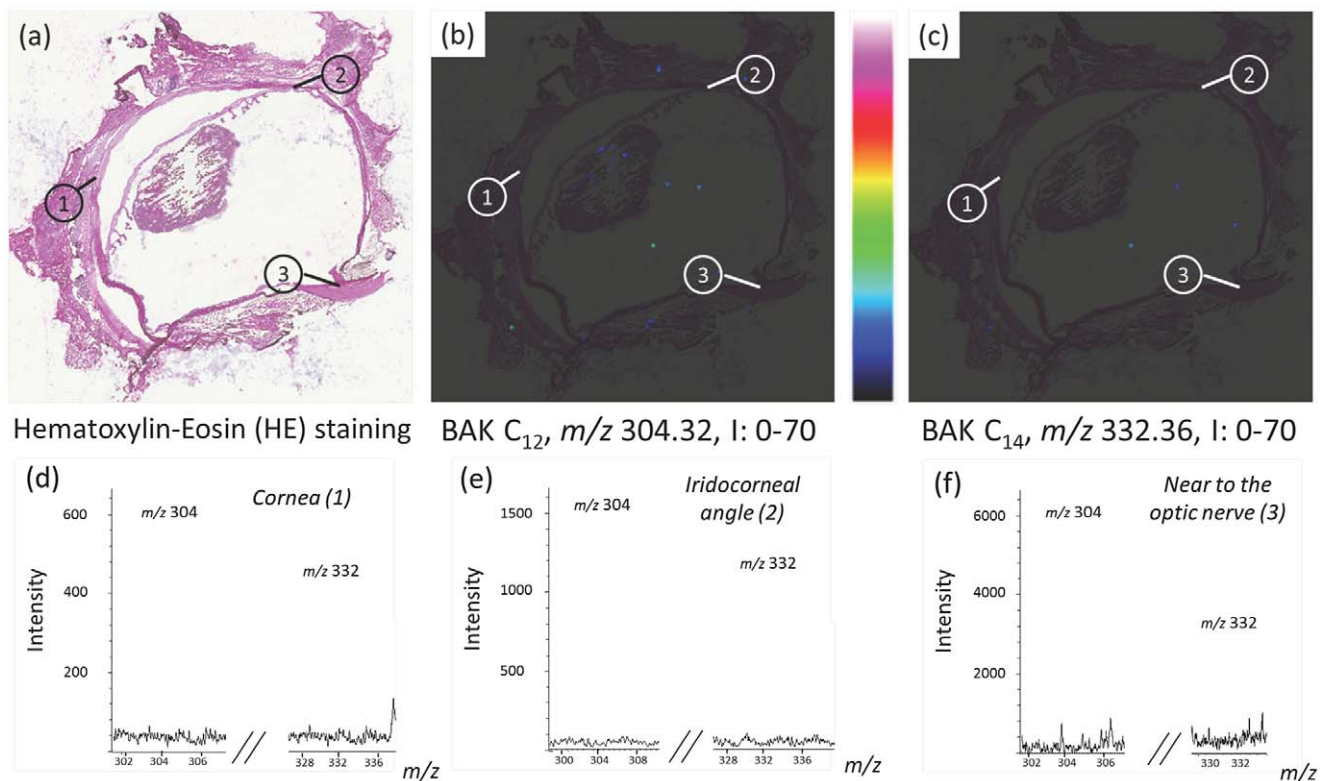 (a)
2
1
3
(b)
2
1
3
(c)
2
1
3
Hematoxylin-Eosin (HE) staining
BAK C12, m/z 304.32, I: 0-70
BAK C14, m/z 332.36, I: 0-70
(d)
Cornea (1)
m/z 304
m/z 332
Intensity
600
400
200
302 304 306
328 332 336
m/z
(e)
Iridocorneal
angle (2)
m/z 304
m/z 332
Intensity
1500
1000
500
300 304 308
328 332 336
m/z
(f)
Near to the
optic nerve (3)
m/z 304
m/z 332
Intensity
6000
4000
2000
302 304 306
330 332
m/z